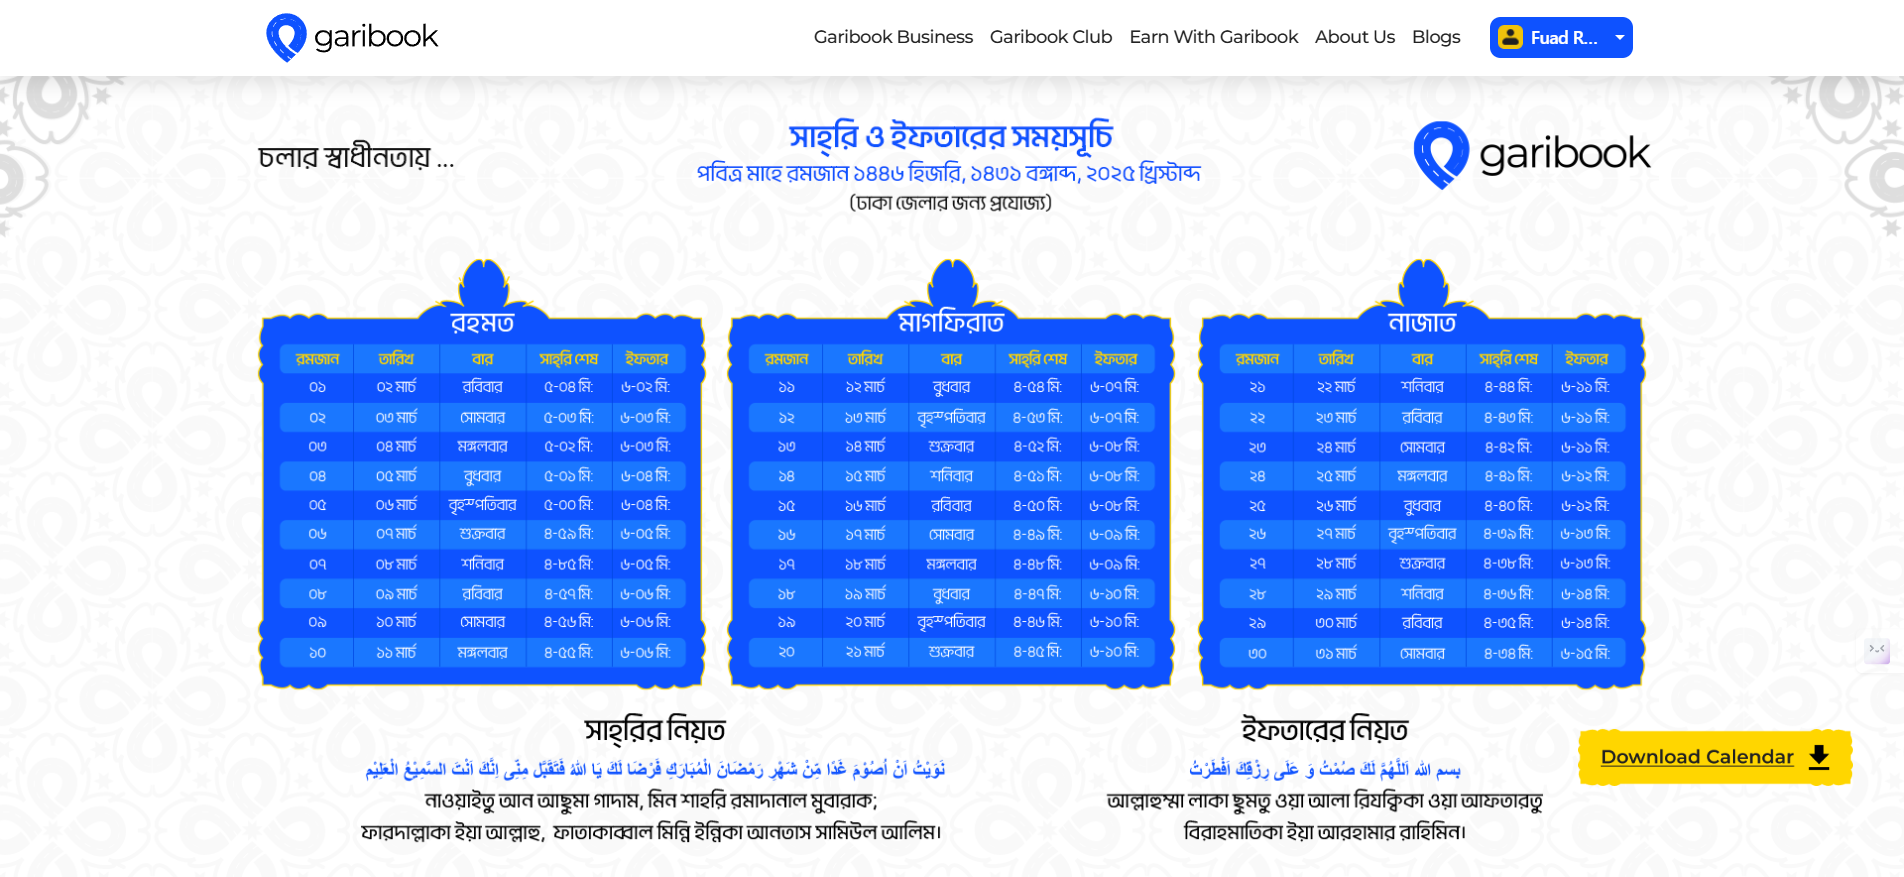 garibook
Garibook Business Garibook Club Earn With Garibook About Us Blogs Fuad R...
চলার স্বাধীনতায় ...
সাহ্‌রি ও ইফতারের সময়সূচি
পবিত্র মাহে রমজান ১৪৪৬ হিজরি, ১৪৩১ বঙ্গাব্দ, ২০২৫ খ্রিস্টাব্দ
(ঢাকা জেলার জন্য প্রযোজ্য)
garibook
রহমত
রমজান তারিখ বার সাহ্‌রি শেষ ইফতার
০১ ০২ মার্চ রবিবার ৫-০৪ মি: ৬-০২ মি:
০২ ০৩ মার্চ সোমবার ৫-০৩ মি: ৬-০৩ মি:
০৩ ০৪ মার্চ মঙ্গলবার ৫-০২ মি: ৬-০৩ মি:
০৪ ০৫ মার্চ বুধবার ৫-০১ মি: ৬-০৪ মি:
০৫ ০৬ মার্চ বৃহস্পতিবার ৫-০০ মি: ৬-০৪ মি:
০৬ ০৭ মার্চ শুক্রবার ৪-৫৯ মি: ৬-০৫ মি:
০৭ ০৮ মার্চ শনিবার ৪-৮৫ মি: ৬-০৫ মি:
০৮ ০৯ মার্চ রবিবার ৪-৫৭ মি: ৬-০৬ মি:
০৯ ১০ মার্চ সোমবার ৪-৫৬ মি: ৬-০৬ মি:
১০ ১১ মার্চ মঙ্গলবার ৪-৫৫ মি: ৬-০৬ মি:
মাগফিরাত
রমজান তারিখ বার সাহ্‌রি শেষ ইফতার
১১ ১২ মার্চ বুধবার ৪-৫৪ মি: ৬-০৭ মি:
১২ ১৩ মার্চ বৃহস্পতিবার ৪-৫৩ মি: ৬-০৭ মি:
১৩ ১৪ মার্চ শুক্রবার ৪-৫২ মি: ৬-০৮ মি:
১৪ ১৫ মার্চ শনিবার ৪-৫১ মি: ৬-০৮ মি:
১৫ ১৬ মার্চ রবিবার ৪-৫০ মি: ৬-০৮ মি:
১৬ ১৭ মার্চ সোমবার ৪-৪৯ মি: ৬-০৯ মি:
১৭ ১৮ মার্চ মঙ্গলবার ৪-৪৮ মি: ৬-০৯ মি:
১৮ ১৯ মার্চ বুধবার ৪-৪৭ মি: ৬-১০ মি:
১৯ ২০ মার্চ বৃহস্পতিবার ৪-৪৬ মি: ৬-১০ মি:
২০ ২১ মার্চ শুক্রবার ৪-৪৫ মি: ৬-১০ মি:
নাজাত
রমজান তারিখ বার সাহ্‌রি শেষ ইফতার
২১ ২২ মার্চ শনিবার ৪-৪৪ মি: ৬-১১ মি:
২২ ২৩ মার্চ রবিবার ৪-৪৩ মি: ৬-১১ মি:
২৩ ২৪ মার্চ সোমবার ৪-৪২ মি: ৬-১১ মি:
২৪ ২৫ মার্চ মঙ্গলবার ৪-৪১ মি: ৬-১২ মি:
২৫ ২৬ মার্চ বুধবার ৪-৪০ মি: ৬-১২ মি:
২৬ ২৭ মার্চ বৃহস্পতিবার ৪-৩৯ মি: ৬-১৩ মি:
২৭ ২৮ মার্চ শুক্রবার ৪-৩৮ মি: ৬-১৩ মি:
২৮ ২৯ মার্চ শনিবার ৪-৩৬ মি: ৬-১৪ মি:
২৯ ৩০ মার্চ রবিবার ৪-৩৫ মি: ৬-১৪ মি:
৩০ ৩১ মার্চ সোমবার ৪-৩৪ মি: ৬-১৫ মি:
সাহ্‌রির নিয়ত
نَوَيْتُ اَنْ اُصُوْمَ غَدًا مِّنْ شَهْرِ رَمْضَانَ الْمُبَارَكِ فَرْضَا لَكَ يَا اللهُ فَتَقَبَّل مِنِّى اِنَّكَ اَنْتَ السَّمِيْعُ الْعَلِيْم
নাওয়াইতু আন আছুমা গাদাম, মিন শাহরি রমাদানাল মুবারাক;
ফারদাল্লাকা ইয়া আল্লাহু, ফাতাকাব্বাল মিন্নি ইন্নিকা আনতাস সামিউল আলিম।
ইফতারের নিয়ত
بسم الله اَللَّهُمَّ لَكَ صُمْتُ وَ عَلَى رِزْقِكَ اَفْطَرْتُ
আল্লাহুম্মা লাকা ছুমতু ওয়া আলা রিযক্বিকা ওয়া আফতারতু
বিরাহমাতিকা ইয়া আরহামার রাহিমিন।
Download Calendar